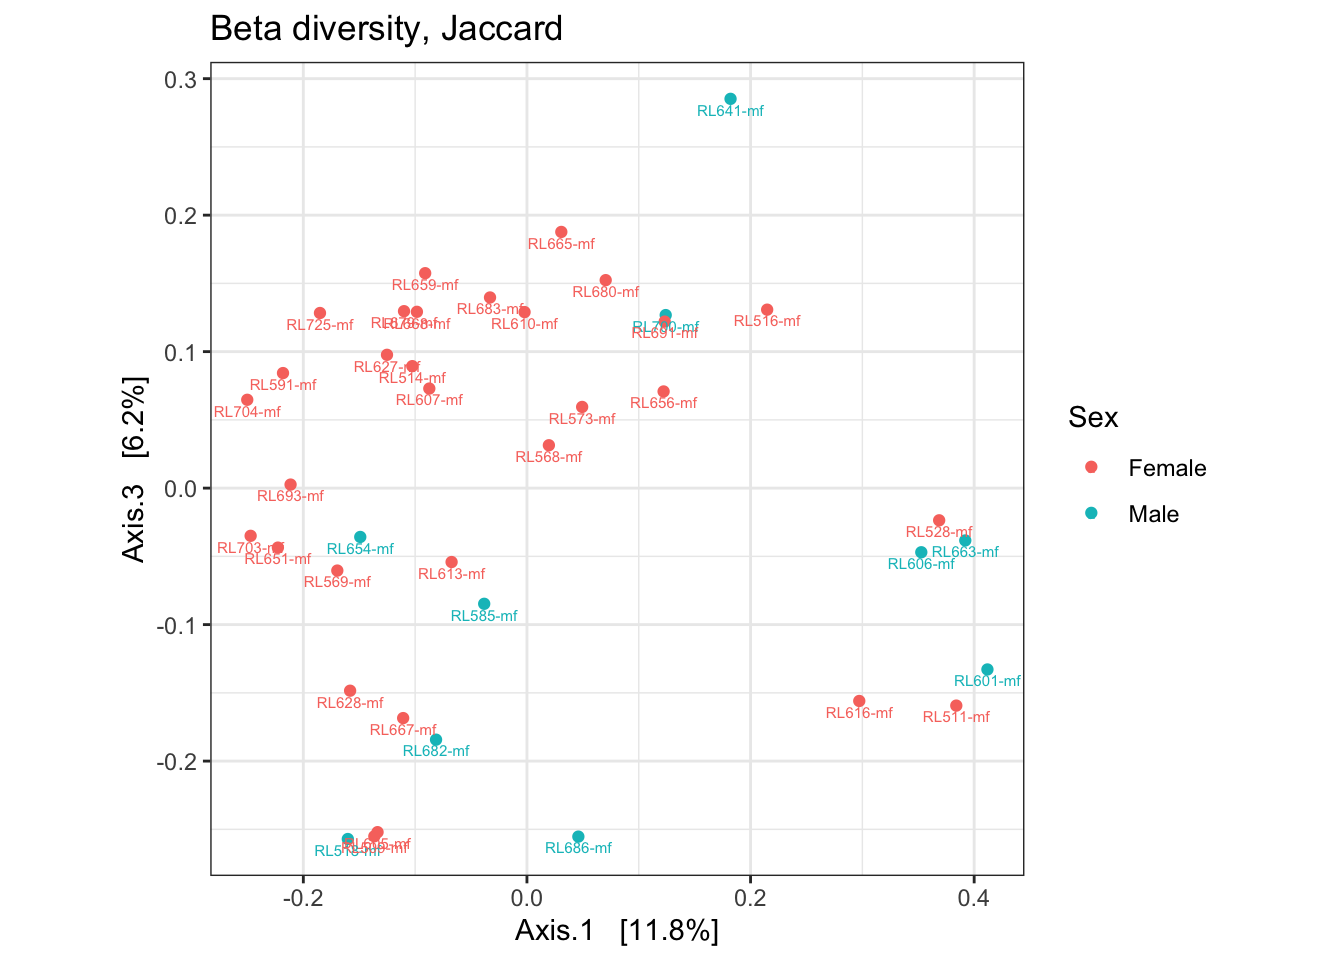 Beta diversity, Jaccard
0.3
RL641-mf
0.2
RL665-mf
RL659-mf
RL680-mf
RL683-mf
RL725-mf
RL610-mf
RL516-mf
RL691-mf
0.1
RL627-mf
RL514-mf
RL591-mf
RL607-mf
RL704-mf
RL656-mf
RL573-mf
RL568-mf
Axis.3 [6.2%]
0.0
RL693-mf
RL528-mf
RL703-mf
RL654-mf
RL663-mf
RL651-mf
RL606-mf
RL613-mf
RL569-mf
-0.1
RL585-mf
RL601-mf
RL628-mf
RL616-mf
RL511-mf
RL667-mf
RL682-mf
-0.2
RL686-mf
-0.2
0.0
0.2
0.4
Axis.1 [11.8%]
Sex
Female
Male